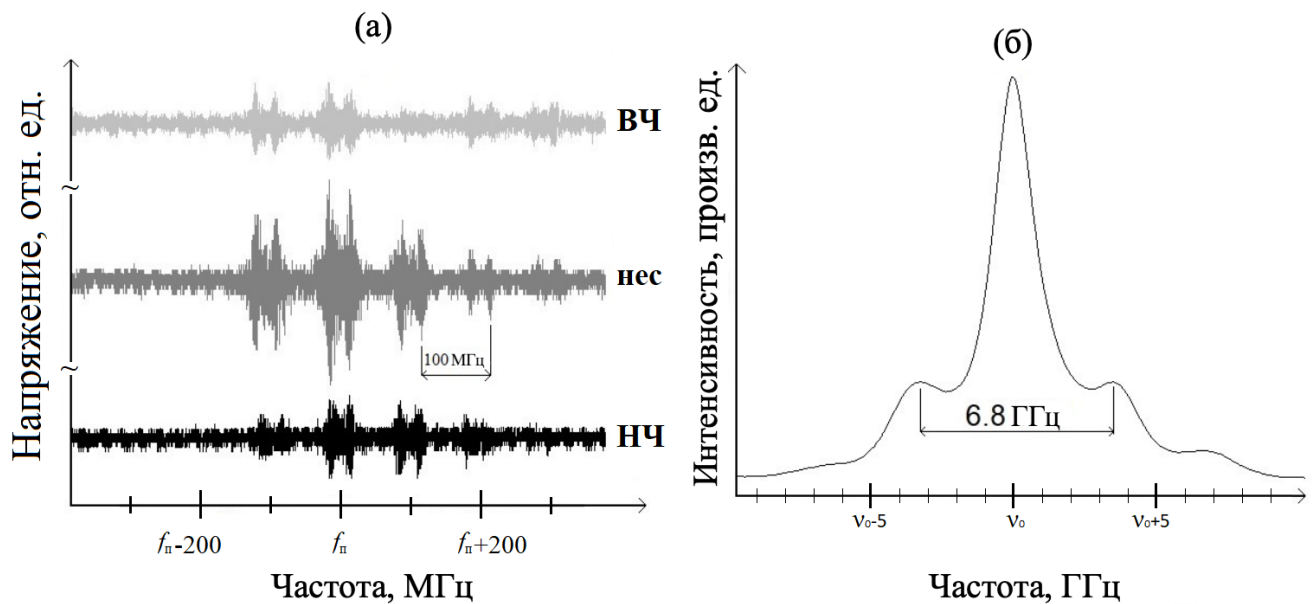 (а)
Напряжение, отн. ед.
ВЧ
нес
100 МГц
НЧ
fп-200
fп
fп+200
Частота, МГц
(б)
Интенсивность, произв. ед.
6.8 ГГц
ν₀-5
ν₀
ν₀+5
Частота, ГГц